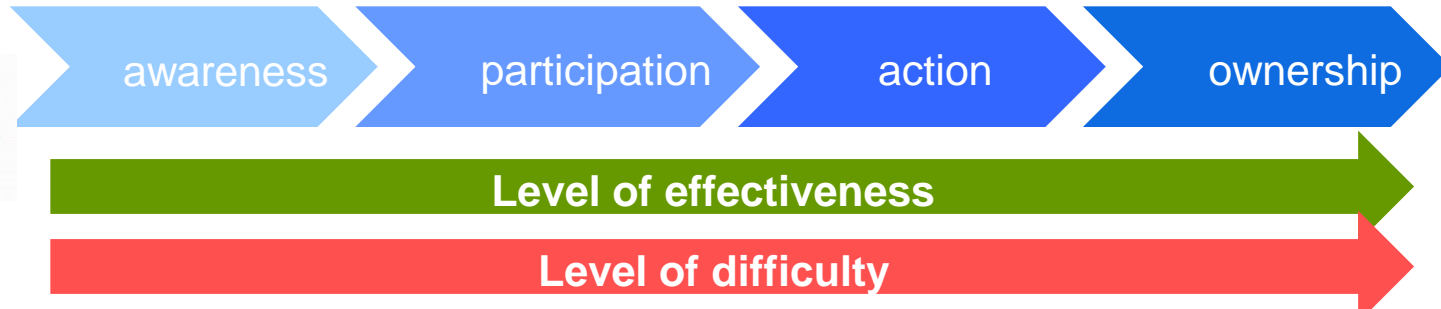 awareness participation action ownership
Level of effectiveness
Level of difficulty